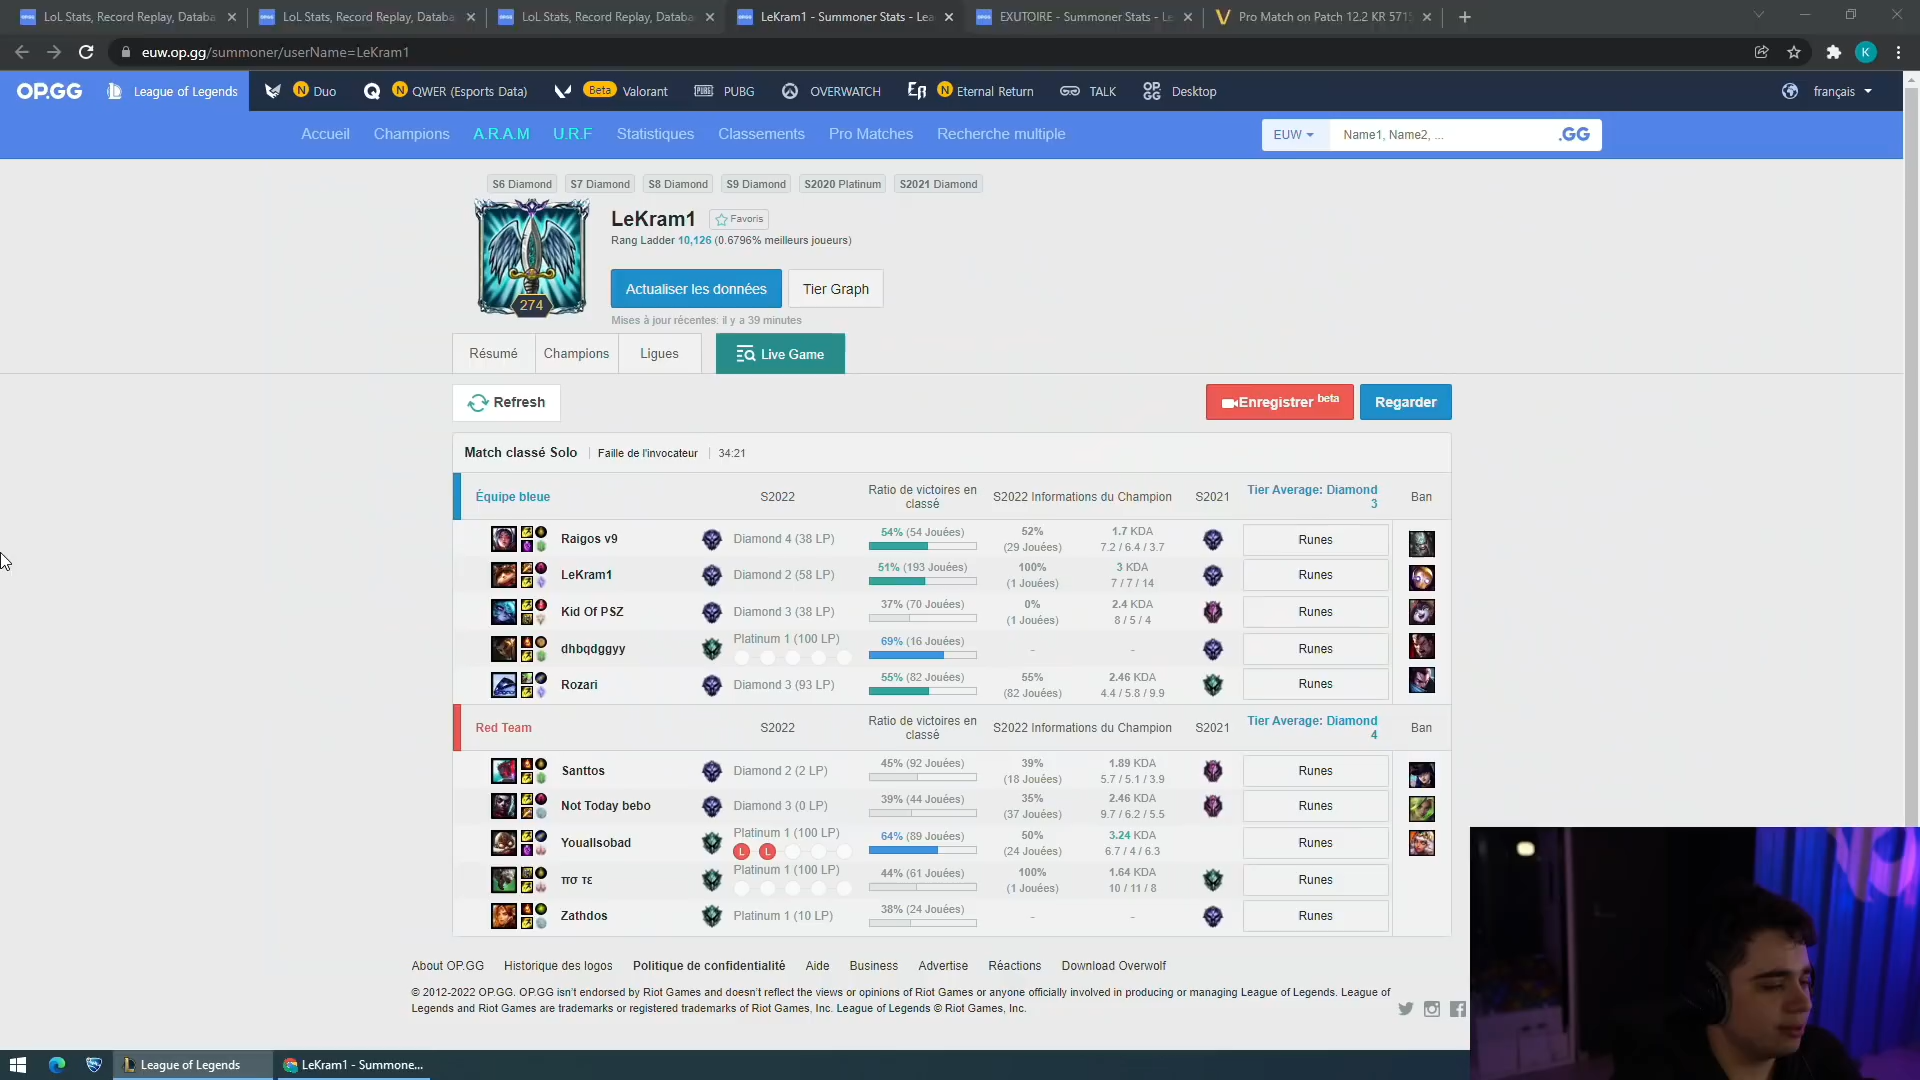 LoL Stats, Record Replay, Databa
LoL Stats, Record Replay, Databa
LoL Stats, Record Replay, Databa
LeKram1 - Summoner Stats - Lea
EXUTOIRE - Summoner Stats - Le
Pro Match on Patch 12.2 KR 571
euw.op.gg/summoner/userName=LeKram1
K
OP.GG
League of Legends
N Duo
N QWER (Esports Data)
Beta Valorant
PUBG
OVERWATCH
N Eternal Return
TALK
OP GG Desktop
français
Accueil
Champions
A.R.A.M
U.R.F
Statistiques
Classements
Pro Matches
Recherche multiple
EUW
Name1, Name2, ...
.GG
S6 Diamond
S7 Diamond
S8 Diamond
S9 Diamond
S2020 Platinum
S2021 Diamond
LeKram1
Favoris
Rang Ladder 10,126 (0.6796% meilleurs joueurs)
274
Actualiser les données
Tier Graph
Mises à jour récentes: il y a 39 minutes
Résumé
Champions
Ligues
Live Game
Refresh
Enregistrer beta
Regarder
Match classé Solo
Faille de l'invocateur
34:21
Équipe bleue
S2022
Ratio de victoires en classé
S2022 Informations du Champion
S2021
Tier Average: Diamond 3
Ban
Raigos v9 Diamond 4 (38 LP) 54% (54 Jouées) 52% (29 Jouées) 1.7 KDA 7.2 / 6.4 / 3.7 Runes
LeKram1 Diamond 2 (58 LP) 51% (193 Jouées) 100% (1 Jouées) 3 KDA 7 / 7 / 14 Runes
Kid Of PSZ Diamond 3 (38 LP) 37% (70 Jouées) 0% (1 Jouées) 2.4 KDA 8 / 5 / 4 Runes
dhbqdggyy Platinum 1 (100 LP) 69% (16 Jouées) - - Runes
Rozari Diamond 3 (93 LP) 55% (82 Jouées) 55% (82 Jouées) 2.46 KDA 4.4 / 5.8 / 9.9 Runes
Red Team
S2022
Ratio de victoires en classé
S2022 Informations du Champion
S2021
Tier Average: Diamond 4
Ban
Santtos Diamond 2 (2 LP) 45% (92 Jouées) 39% (18 Jouées) 1.89 KDA 5.7 / 5.1 / 3.9 Runes
Not Today bebo Diamond 3 (0 LP) 39% (44 Jouées) 35% (37 Jouées) 2.46 KDA 9.7 / 6.2 / 5.5 Runes
Youallsobad Platinum 1 (100 LP) L L 64% (89 Jouées) 50% (24 Jouées) 3.24 KDA 6.7 / 4 / 6.3 Runes
πσ τε Platinum 1 (100 LP) 44% (61 Jouées) 100% (1 Jouées) 1.64 KDA 10 / 11 / 8 Runes
Zathdos Platinum 1 (10 LP) 38% (24 Jouées) - - Runes
About OP.GG
Historique des logos
Politique de confidentialité
Aide
Business
Advertise
Réactions
Download Overwolf
© 2012-2022 OP.GG. OP.GG isn't endorsed by Riot Games and doesn't reflect the views or opinions of Riot Games or anyone officially involved in producing or managing League of Legends. League of
Legends and Riot Games are trademarks or registered trademarks of Riot Games, Inc. League of Legends © Riot Games, Inc.
League of Legends
LeKram1 - Summone...